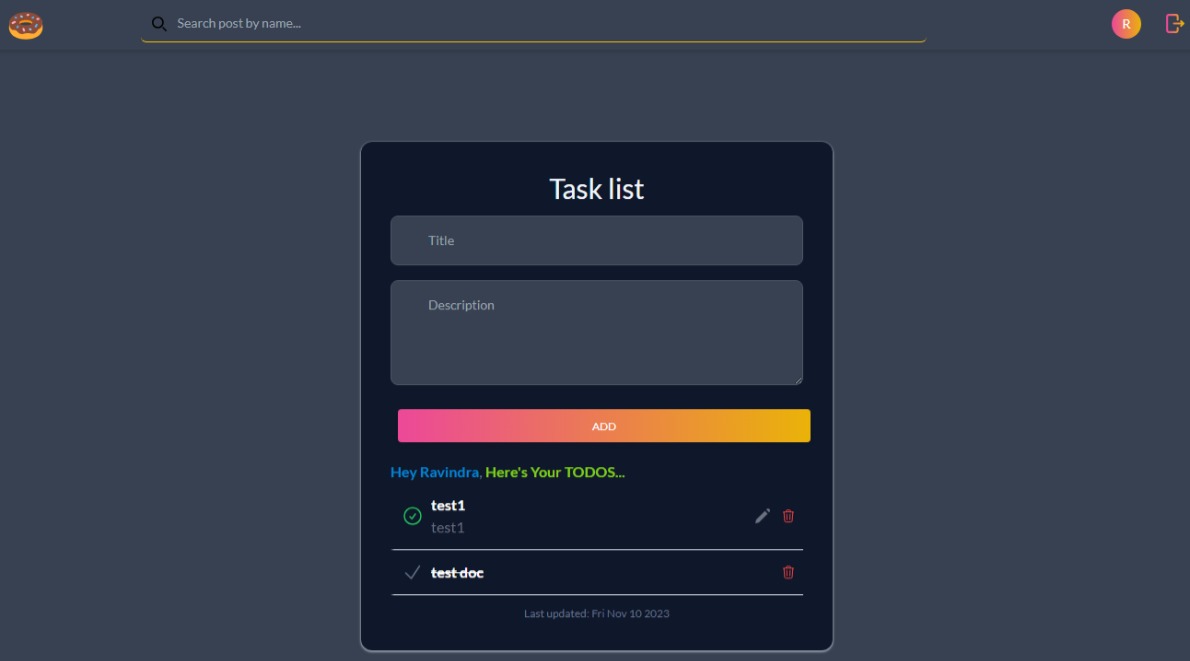 Search post by name...
R
Task list
Title
Description
ADD
Hey Ravindra, Here's Your TODOS...
test1
test1
test doc
Last updated: Fri Nov 10 2023